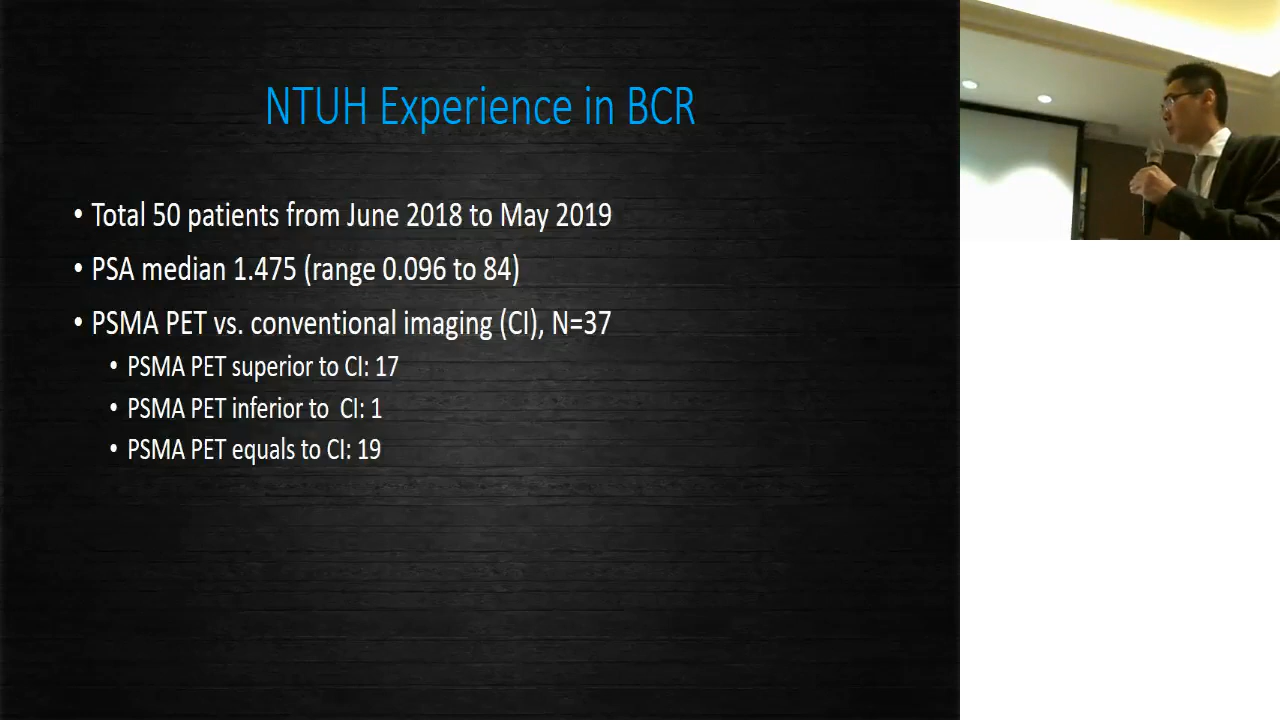 NTUH Experience in BCR
• Total 50 patients from June 2018 to May 2019
• PSA median 1.475 (range 0.096 to 84)
• PSMA PET vs. conventional imaging (CI), N=37
• PSMA PET superior to CI: 17
• PSMA PET inferior to  CI: 1
• PSMA PET equals to CI: 19